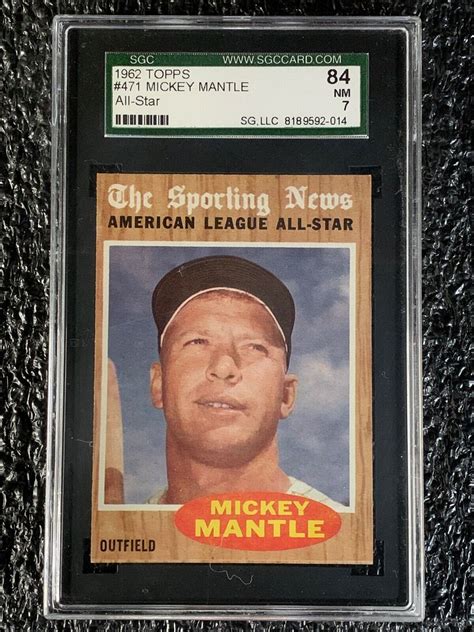 SGC WWW.SGCCARD.COM
1962 TOPPS 84
#471 MICKEY MANTLE NM
All-Star 7
SG,LLC 8189592-014
The Sporting News
AMERICAN LEAGUE ALL-STAR
MICKEY
MANTLE
OUTFIELD